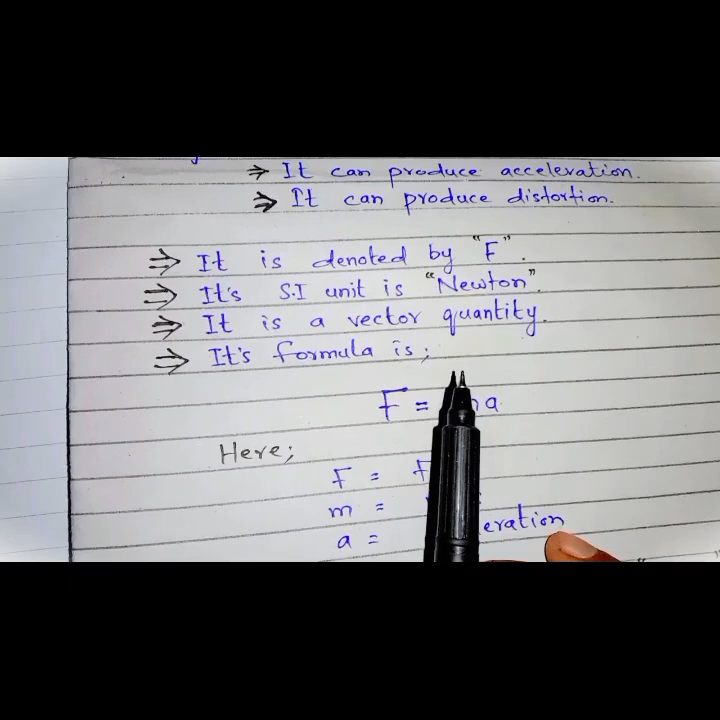 ⇒ It can produce acceleration.
⇒ It can produce distortion.
⇒ It is denoted by "F".
⇒ It's S.I unit is "Newton".
⇒ It is a vector quantity.
⇒ It's formula is;
F = a
Here;
F = F
m =
a = eration